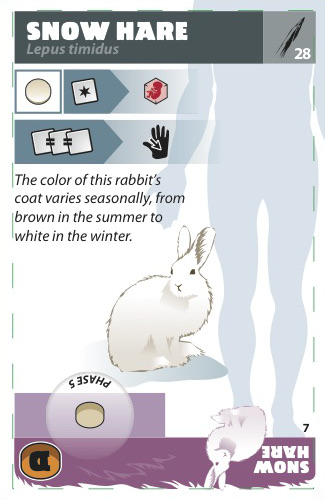 SNOW HARE
Lepus timidus
28
The color of this rabbit's
coat varies seasonally, from
brown in the summer to
white in the winter.
PHASE 5
7
D
SNOW
HARE